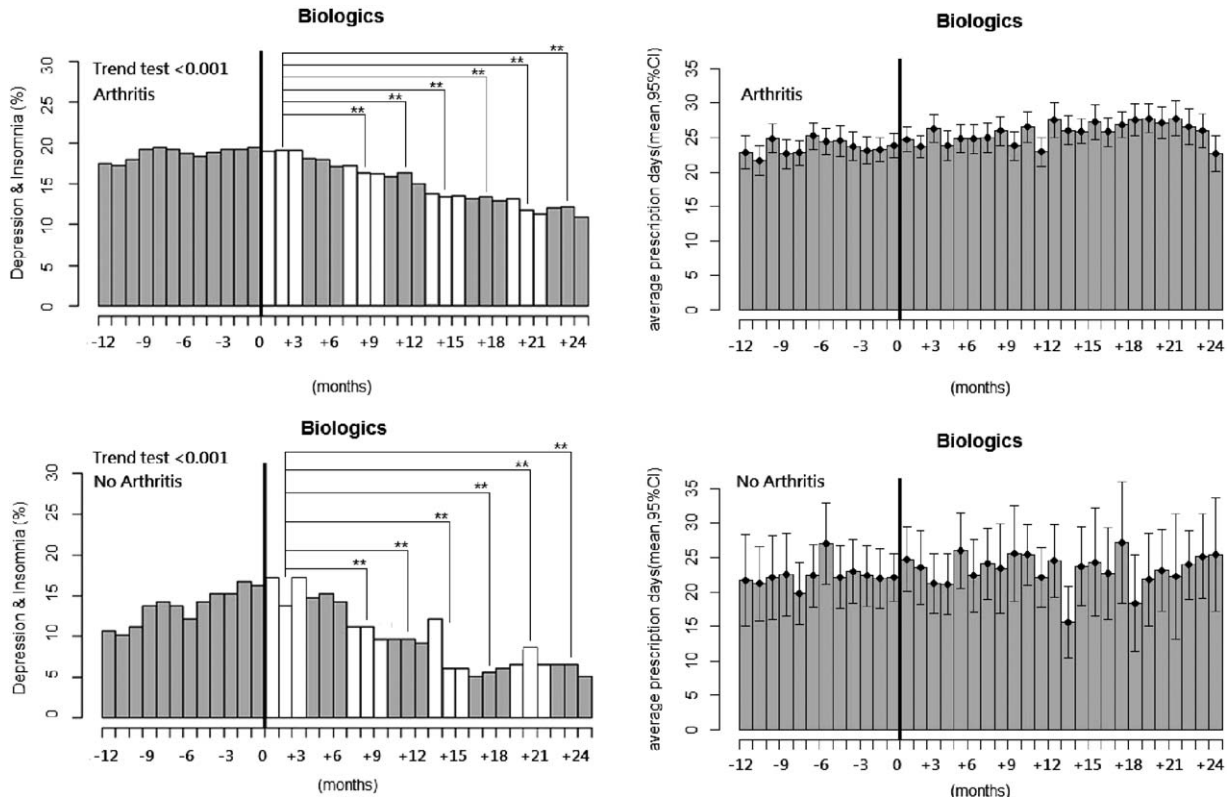 Biologics
Trend test <0.001
Arthritis
**
**
**
**
**
**
Depression & Insomnia (%)
30
25
20
15
10
5
0
-12 -9 -6 -3 0 +3 +6 +9 +12 +15 +18 +21 +24
(months)
Biologics
Arthritis
average prescription days(mean,95%CI)
35
30
25
20
15
10
5
0
-12 -9 -6 -3 0 +3 +6 +9 +12 +15 +18 +21 +24
(months)
Biologics
Trend test <0.001
No Arthritis
**
**
**
**
**
**
Depression & Insomnia (%)
30
25
20
15
10
5
0
-12 -9 -6 -3 0 +3 +6 +9 +12 +15 +18 +21 +24
(months)
Biologics
No Arthritis
average prescription days(mean,95%CI)
35
30
25
20
15
10
5
0
-12 -9 -6 -3 0 +3 +6 +9 +12 +15 +18 +21 +24
(months)